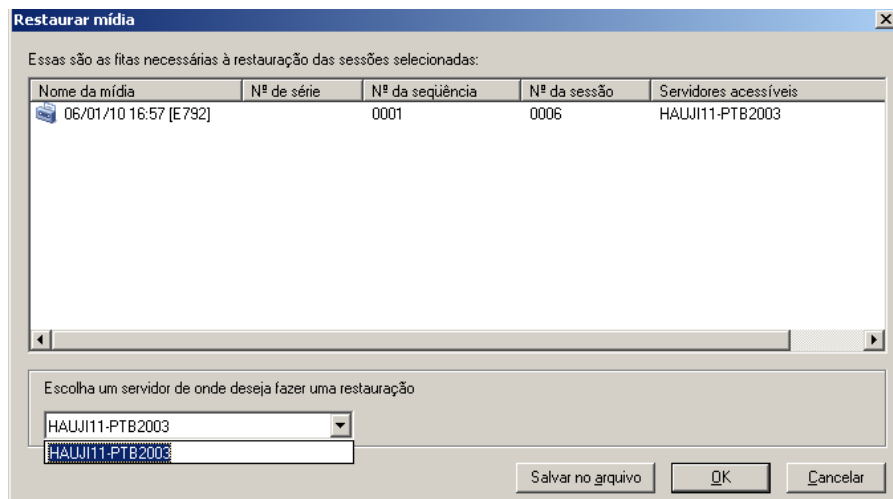 Restaurar mídia
Essas são as fitas necessárias à restauração das sessões selecionadas:
Nome da mídia Nº de série Nº da seqüência Nº da sessão Servidores acessíveis
06/01/10 16:57 [E792] 0001 0006 HAUJI11-PTB2003
Escolha um servidor de onde deseja fazer uma restauração
HAUJI11-PTB2003
HAUJI11-PTB2003
Salvar no arquivo OK Cancelar